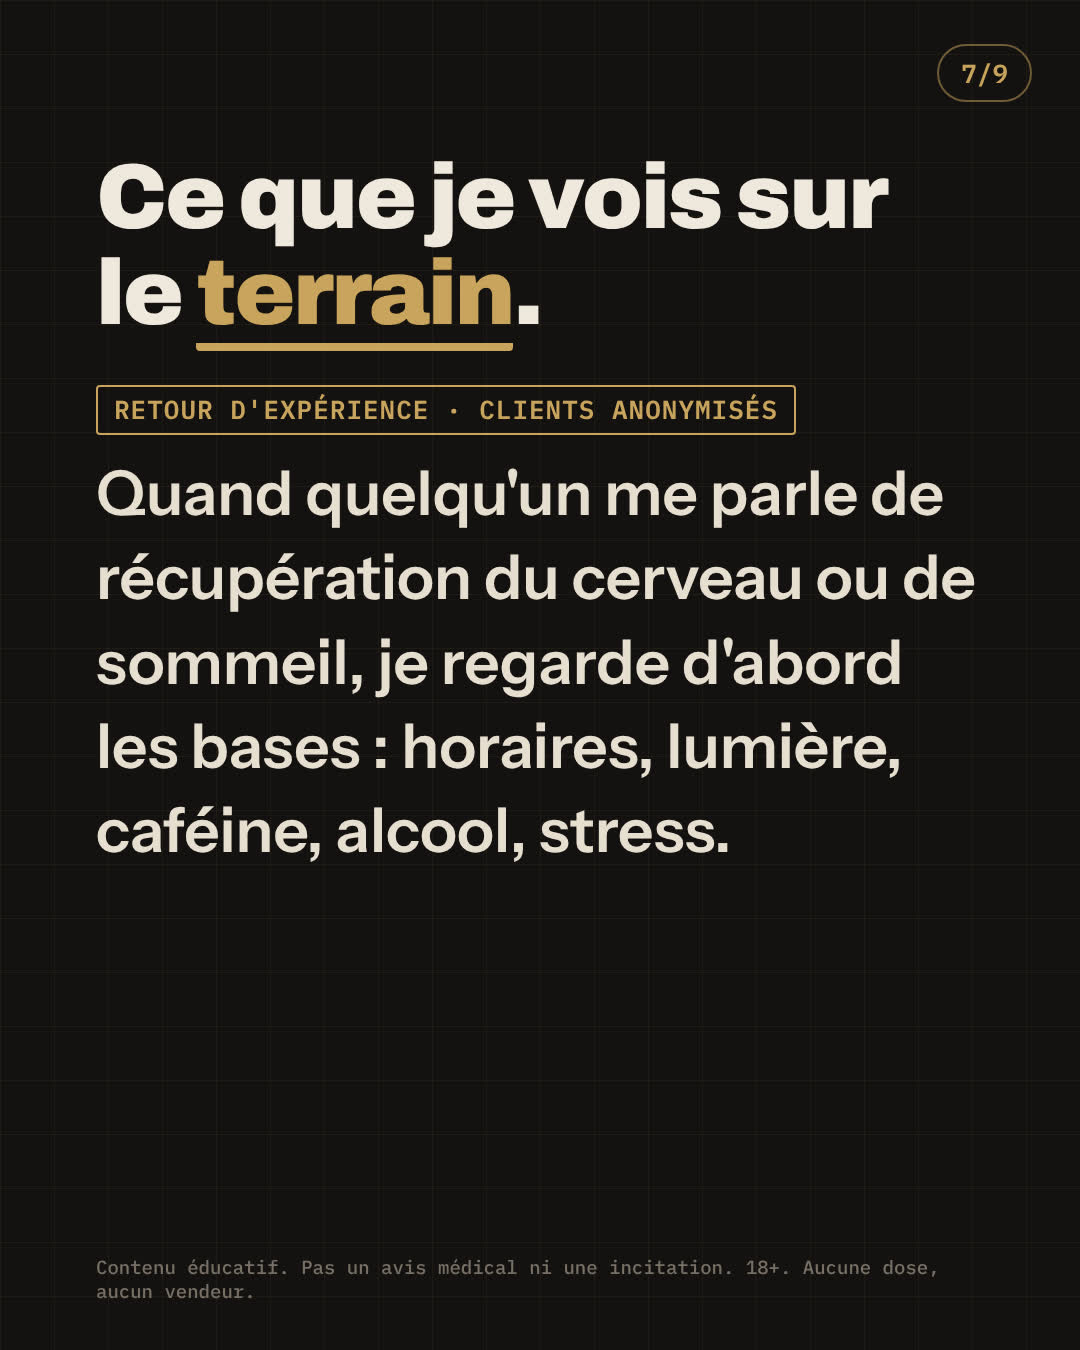 7/9
Ce que je vois sur
le terrain.
RETOUR D'EXPÉRIENCE · CLIENTS ANONYMISÉS
Quand quelqu'un me parle de
récupération du cerveau ou de
sommeil, je regarde d'abord
les bases : horaires, lumière,
caféine, alcool, stress.
Contenu éducatif. Pas un avis médical ni une incitation. 18+. Aucune dose,
aucun vendeur.